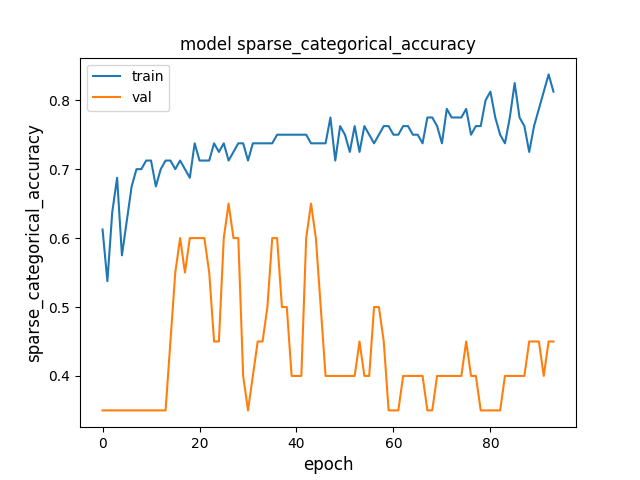 model sparse_categorical_accuracy
train
val
sparse_categorical_accuracy
0.8
0.7
0.6
0.5
0.4
0 20 40 60 80
epoch